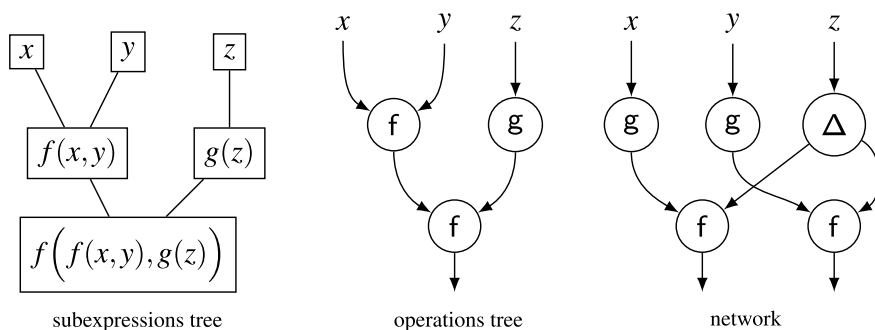 x y z x y z x y z
f(x,y) g(z) f g g g Δ
f(f(x,y),g(z)) f f f
subexpressions tree operations tree network